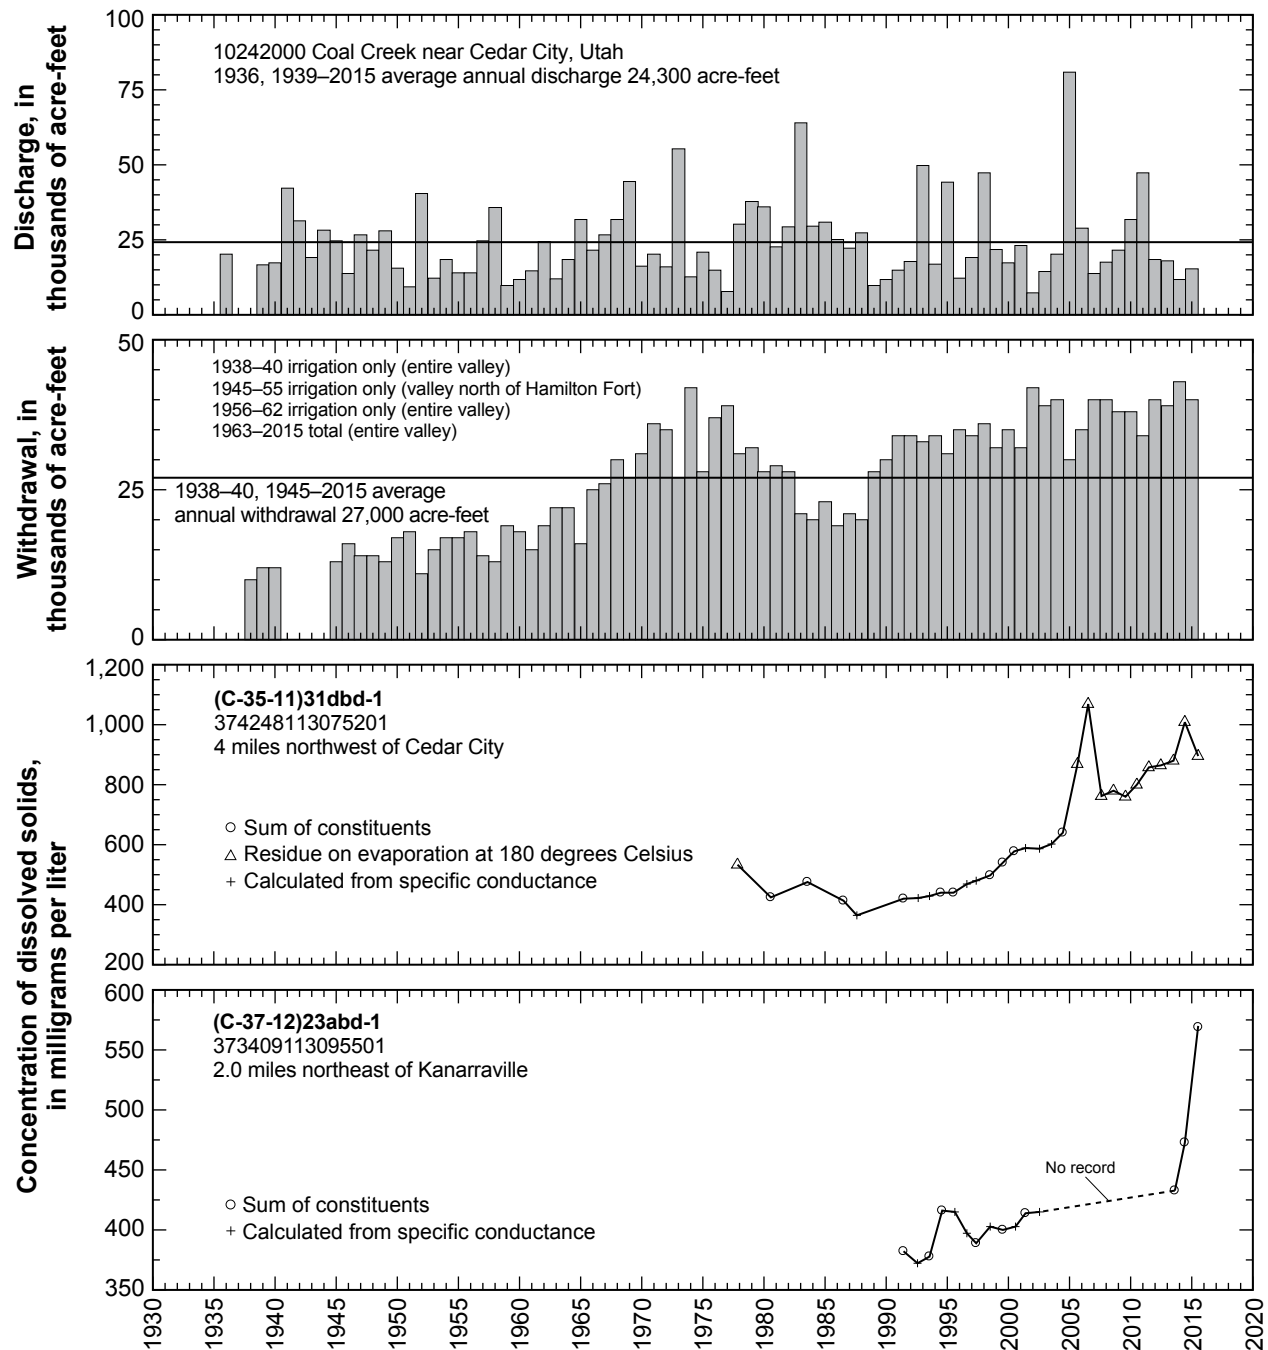 Discharge, in
thousands of acre-feet
100
75
50
25
0
10242000 Coal Creek near Cedar City, Utah
1936, 1939–2015 average annual discharge 24,300 acre-feet
Withdrawal, in
thousands of acre-feet
50
25
0
1938–40 irrigation only (entire valley)
1945–55 irrigation only (valley north of Hamilton Fort)
1956–62 irrigation only (entire valley)
1963–2015 total (entire valley)
1938–40, 1945–2015 average
annual withdrawal 27,000 acre-feet
Concentration of dissolved solids,
in milligrams per liter
1,200
1,000
800
600
400
200
(C-35-11)31dbd-1
374248113075201
4 miles northwest of Cedar City
Sum of constituents
Residue on evaporation at 180 degrees Celsius
Calculated from specific conductance
600
550
500
450
400
350
(C-37-12)23abd-1
373409113095501
2.0 miles northeast of Kanarraville
No record
Sum of constituents
Calculated from specific conductance
1930
1935
1940
1945
1950
1955
1960
1965
1970
1975
1980
1985
1990
1995
2000
2005
2010
2015
2020